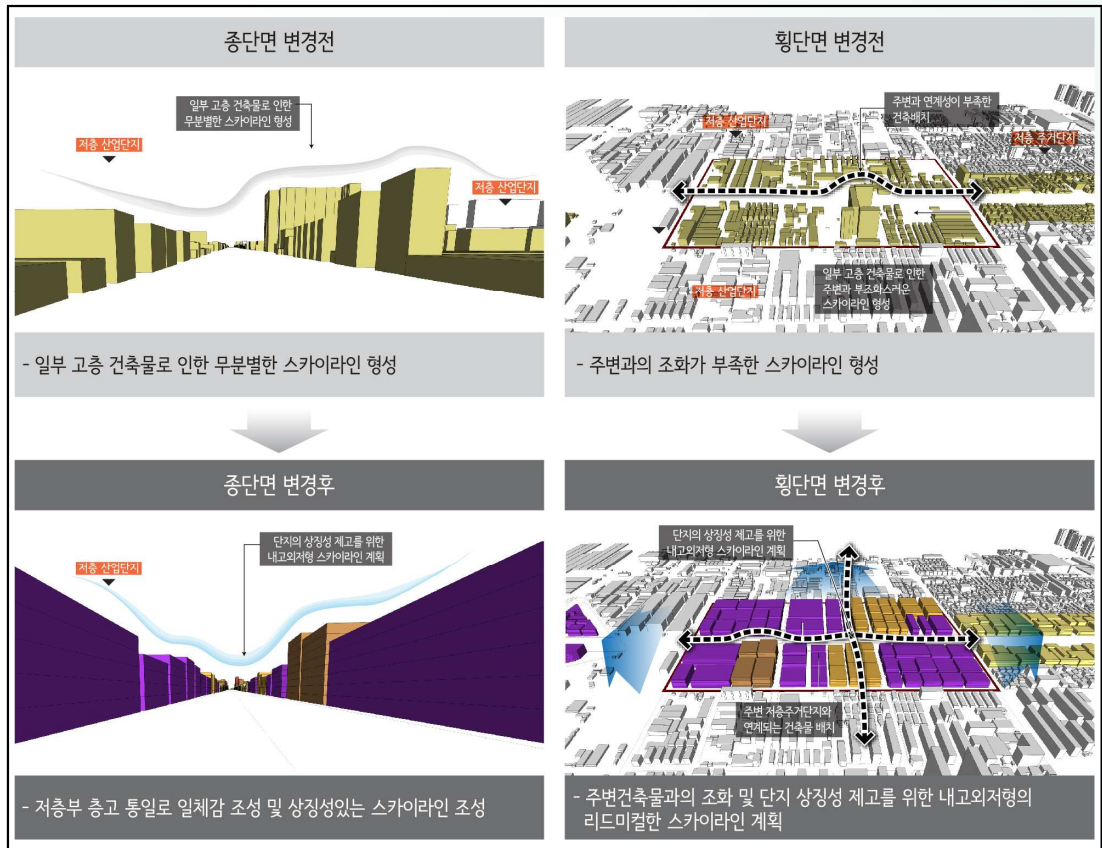 종단면 변경전
일부 고층 건축물로 인한
무분별한 스카이라인 형성
저층 산업단지
저층 산업단지
- 일부 고층 건축물로 인한 무분별한 스카이라인 형성
횡단면 변경전
주변과 연계성이 부족한
건축배치
저층 산업단지
저층 주거단지
일부 고층 건축물로 인한
주변과 부조화스러운
스카이라인 형성
저층 산업단지
- 주변과의 조화가 부족한 스카이라인 형성
종단면 변경후
단지의 상징성 제고를 위한
내고외저형 스카이라인 계획
저층 산업단지
- 저층부 층고 통일로 일체감 조성 및 상징성있는 스카이라인 조성
횡단면 변경후
단지의 상징성 제고를 위한
내고외저형 스카이라인 계획
주변 저층주거단지와
연계되는 건축물 배치
- 주변건축물과의 조화 및 단지 상징성 제고를 위한 내고외저형의
리드미컬한 스카이라인 계획